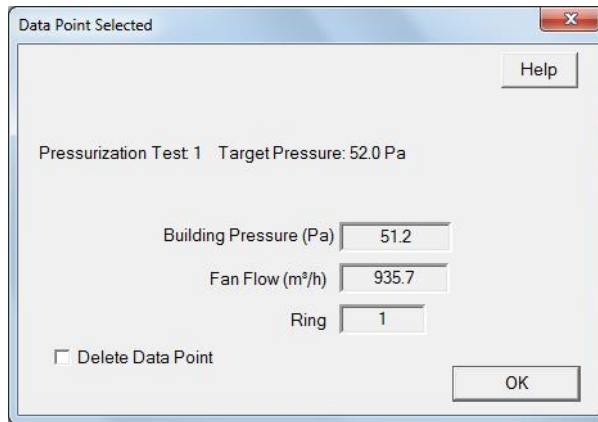 Data Point Selected
Help
Pressurization Test: 1 Target Pressure: 52.0 Pa
Building Pressure (Pa) 51.2
Fan Flow (m³/h) 935.7
Ring 1
Delete Data Point
OK